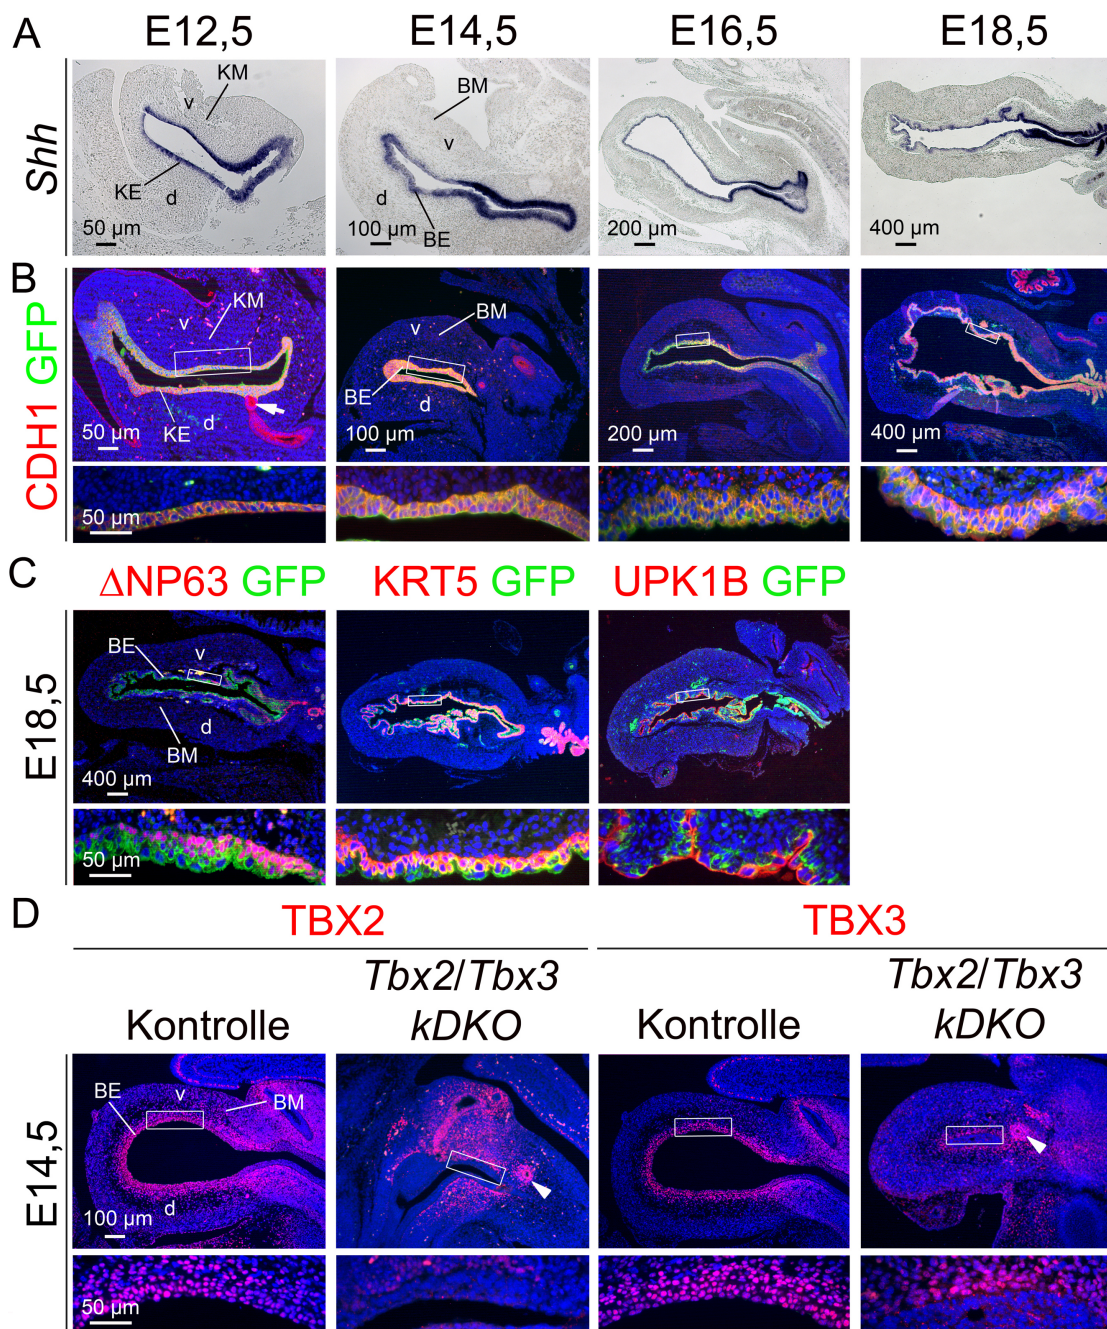 A
E12,5 E14,5 E16,5 E18,5
Shh
KM
v
KE
d
50 µm
BM
v
d
BE
100 µm
200 µm
400 µm
B
CDH1 GFP
KM
v
KE
d
50 µm
BM
v
BE
d
100 µm
200 µm
400 µm
50 µm
C
ΔNP63 GFP KRT5 GFP UPK1B GFP
E18,5
BE
v
d
BM
400 µm
50 µm
D
TBX2 TBX3
Tbx2/Tbx3 Tbx2/Tbx3
Kontrolle kDKO Kontrolle kDKO
E14,5
BE
v
BM
d
100 µm
50 µm